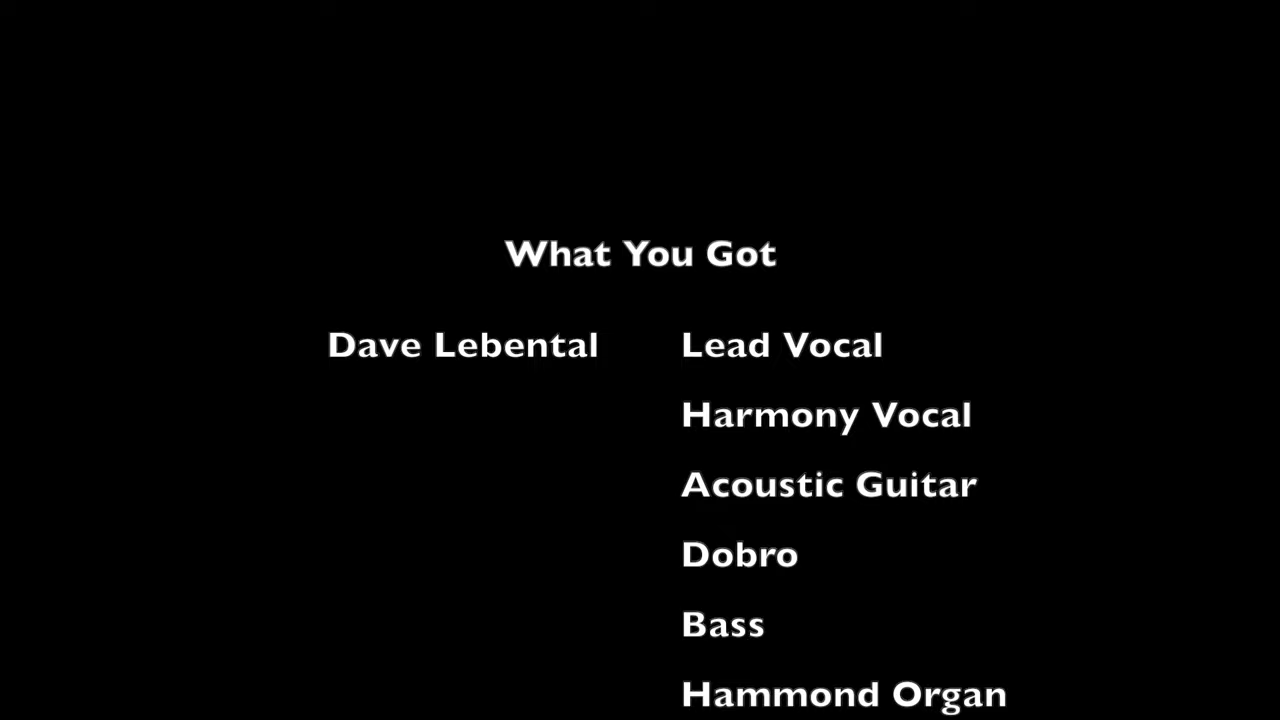 What You Got
Dave Lebental Lead Vocal
Harmony Vocal
Acoustic Guitar
Dobro
Bass
Hammond Organ